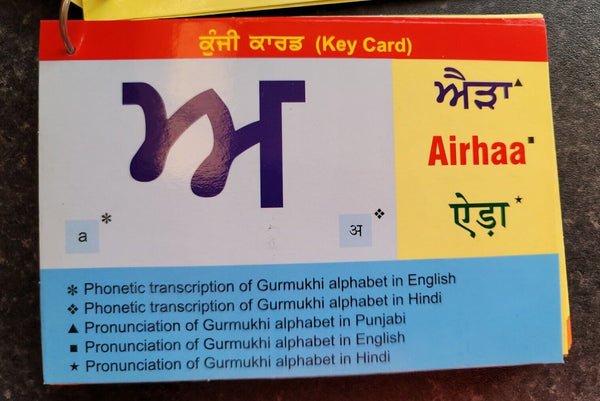 ਕੁੰਜੀ ਕਾਰਡ (Key Card)
ਅ
a *
अ ❖
ਐੜਾ ▲
Airhaa ■
ऐड़ा ★
* Phonetic transcription of Gurmukhi alphabet in English
❖ Phonetic transcription of Gurmukhi alphabet in Hindi
▲ Pronunciation of Gurmukhi alphabet in Punjabi
■ Pronunciation of Gurmukhi alphabet in English
★ Pronunciation of Gurmukhi alphabet in Hindi